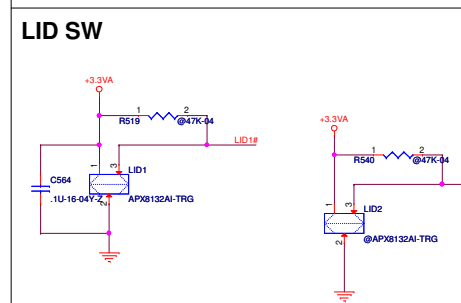 LID SW
+3.3VA
1
2
R519
@47K-04
LID1#
1
3
LID1
C564
.1U-16-04Y-Z
2
APX8132AI-TRG
+3.3VA
1
2
R540
@47K-04
1
3
LID2
2
@APX8132AI-TRG